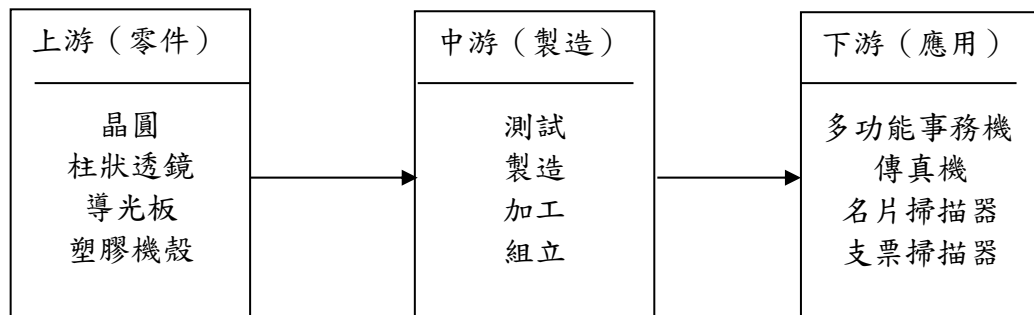 上游（零件）
晶圓
柱狀透鏡
導光板
塑膠機殼
中游（製造）
測試
製造
加工
組立
下游（應用）
多功能事務機
傳真機
名片掃描器
支票掃描器